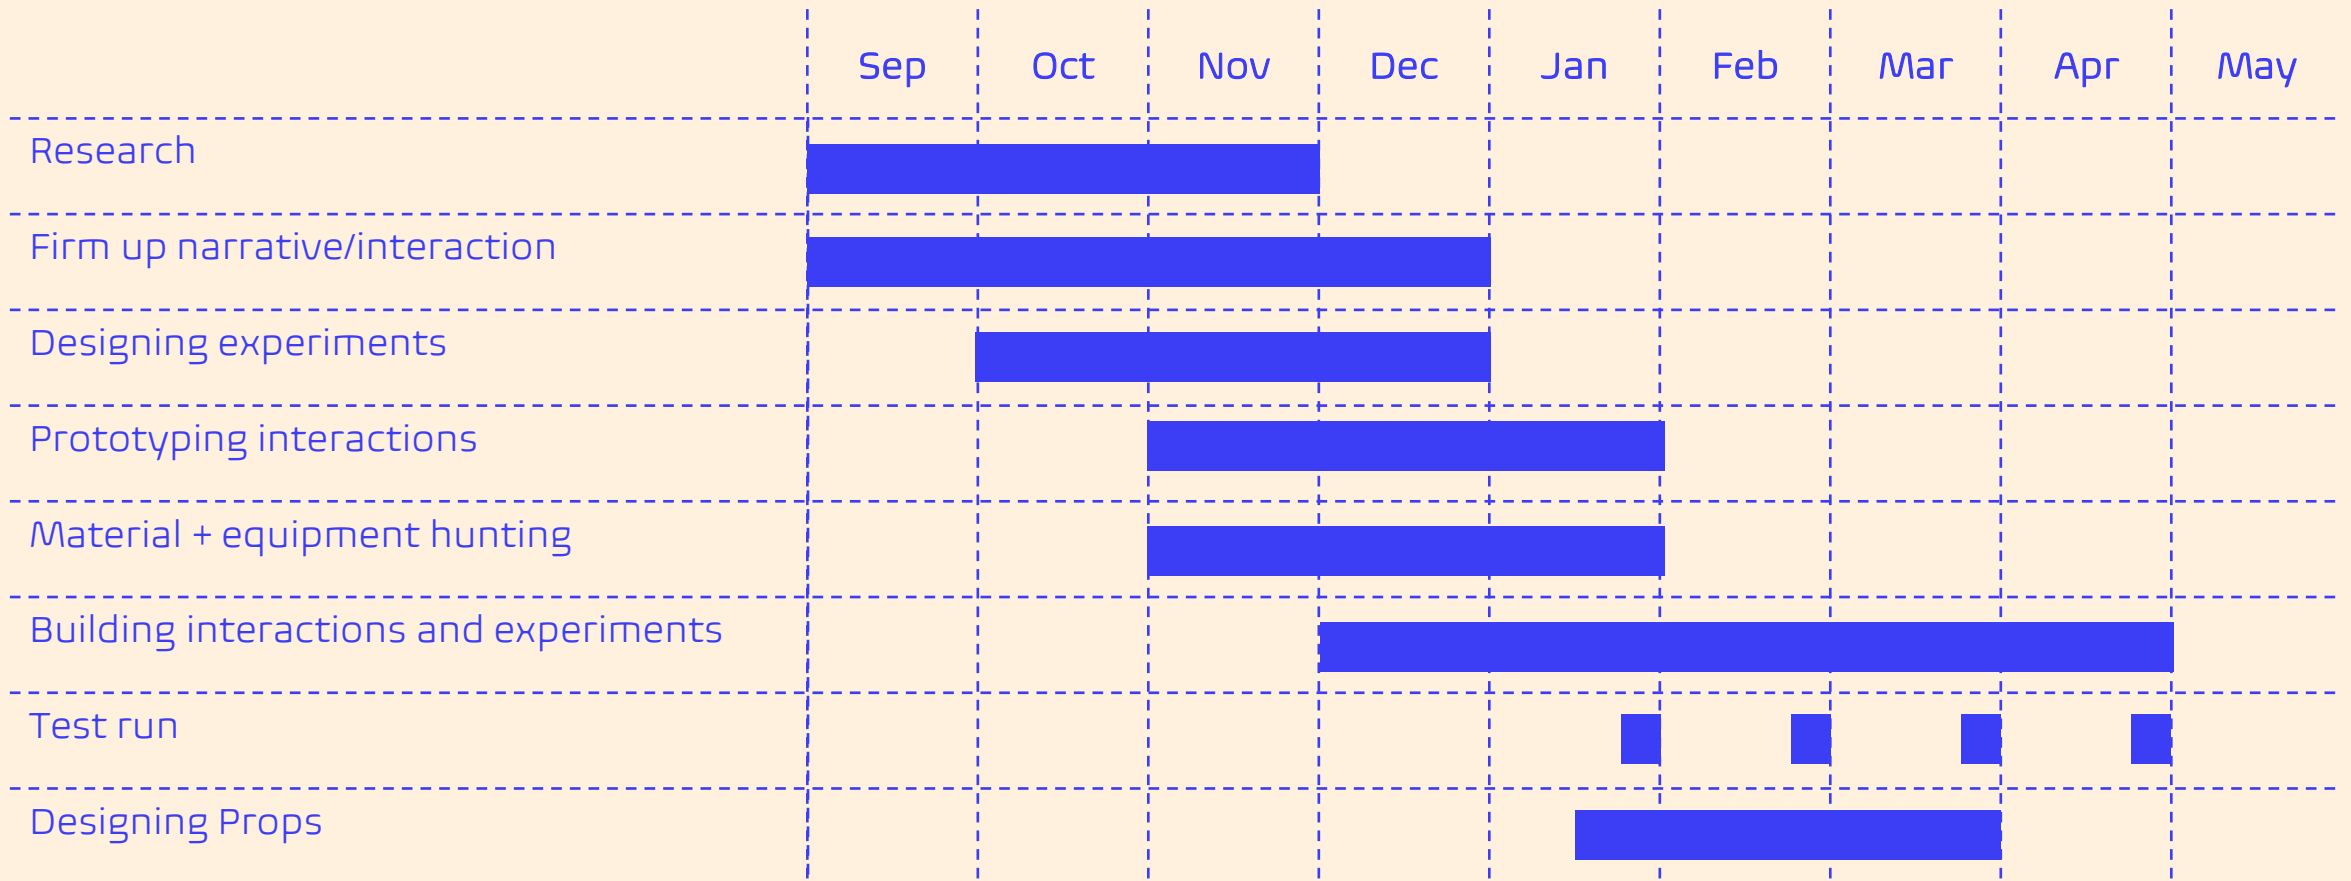 Sep Oct Nov Dec Jan Feb Mar Apr May
Research
Firm up narrative/interaction
Designing experiments
Prototyping interactions
Material + equipment hunting
Building interactions and experiments
Test run
Designing Props